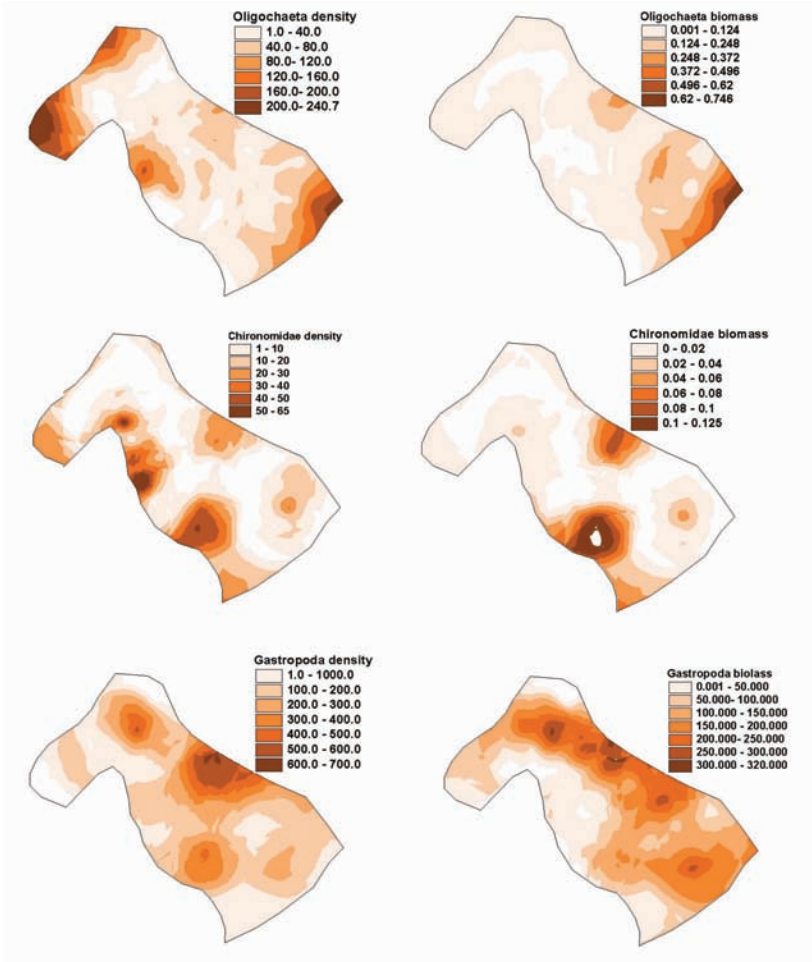 Oligochaeta density
1.0 - 40.0
40.0 - 80.0
80.0- 120.0
120.0- 160.0
160.0- 200.0
200.0- 240.7
Oligochaeta biomass
0.001 - 0.124
0.124 - 0.248
0.248 - 0.372
0.372 - 0.496
0.496 - 0.62
0.62 - 0.746
Chironomidae density
1 - 10
10 - 20
20 - 30
30 - 40
40 - 50
50 - 65
Chironomidae biomass
0 - 0.02
0.02 - 0.04
0.04 - 0.06
0.06 - 0.08
0.08 - 0.1
0.1 - 0.125
Gastropoda density
1.0 - 1000.0
100.0 - 200.0
200.0 - 300.0
300.0 - 400.0
400.0 - 500.0
500.0 - 600.0
600.0 - 700.0
Gastropoda biolass
0.001 - 50.000
50.000- 100.000
100.000 - 150.000
150.000 - 200.000
200.000- 250.000
250.000 - 300.000
300.000 - 320.000